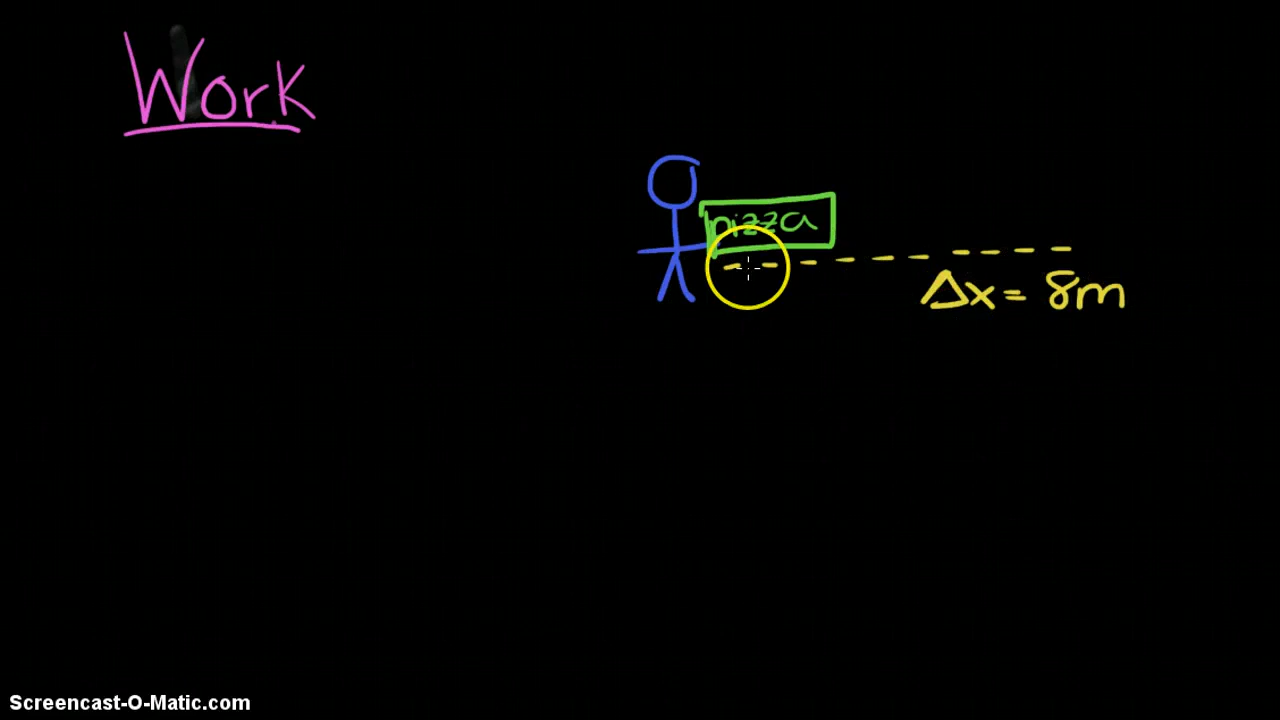 Work
pizza
Δx = 8m
Screencast-O-Matic.com